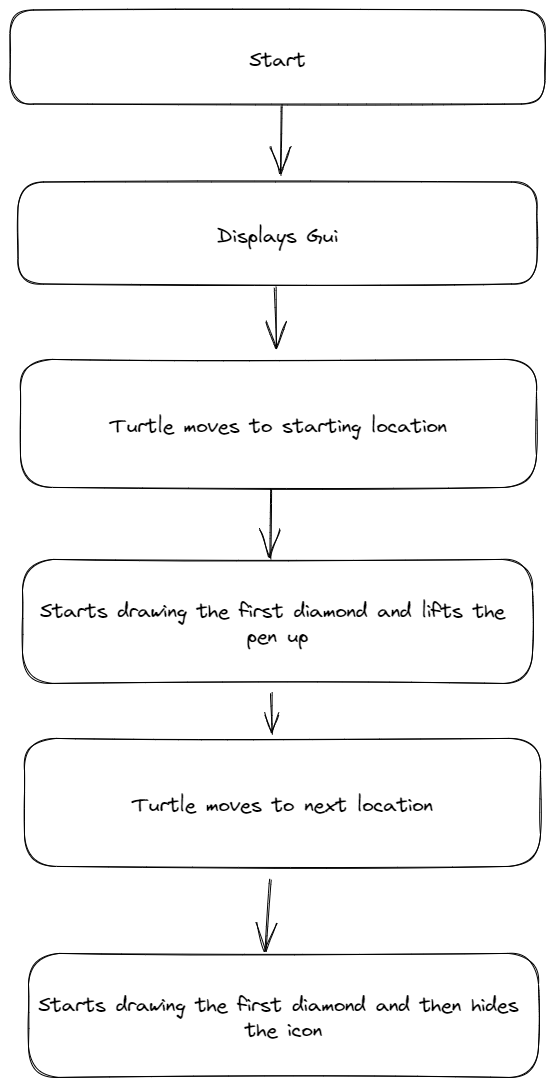 Start
Displays Gui
Turtle moves to starting location
Starts drawing the first diamond and lifts the
pen up
Turtle moves to next location
Starts drawing the first diamond and then hides
the icon